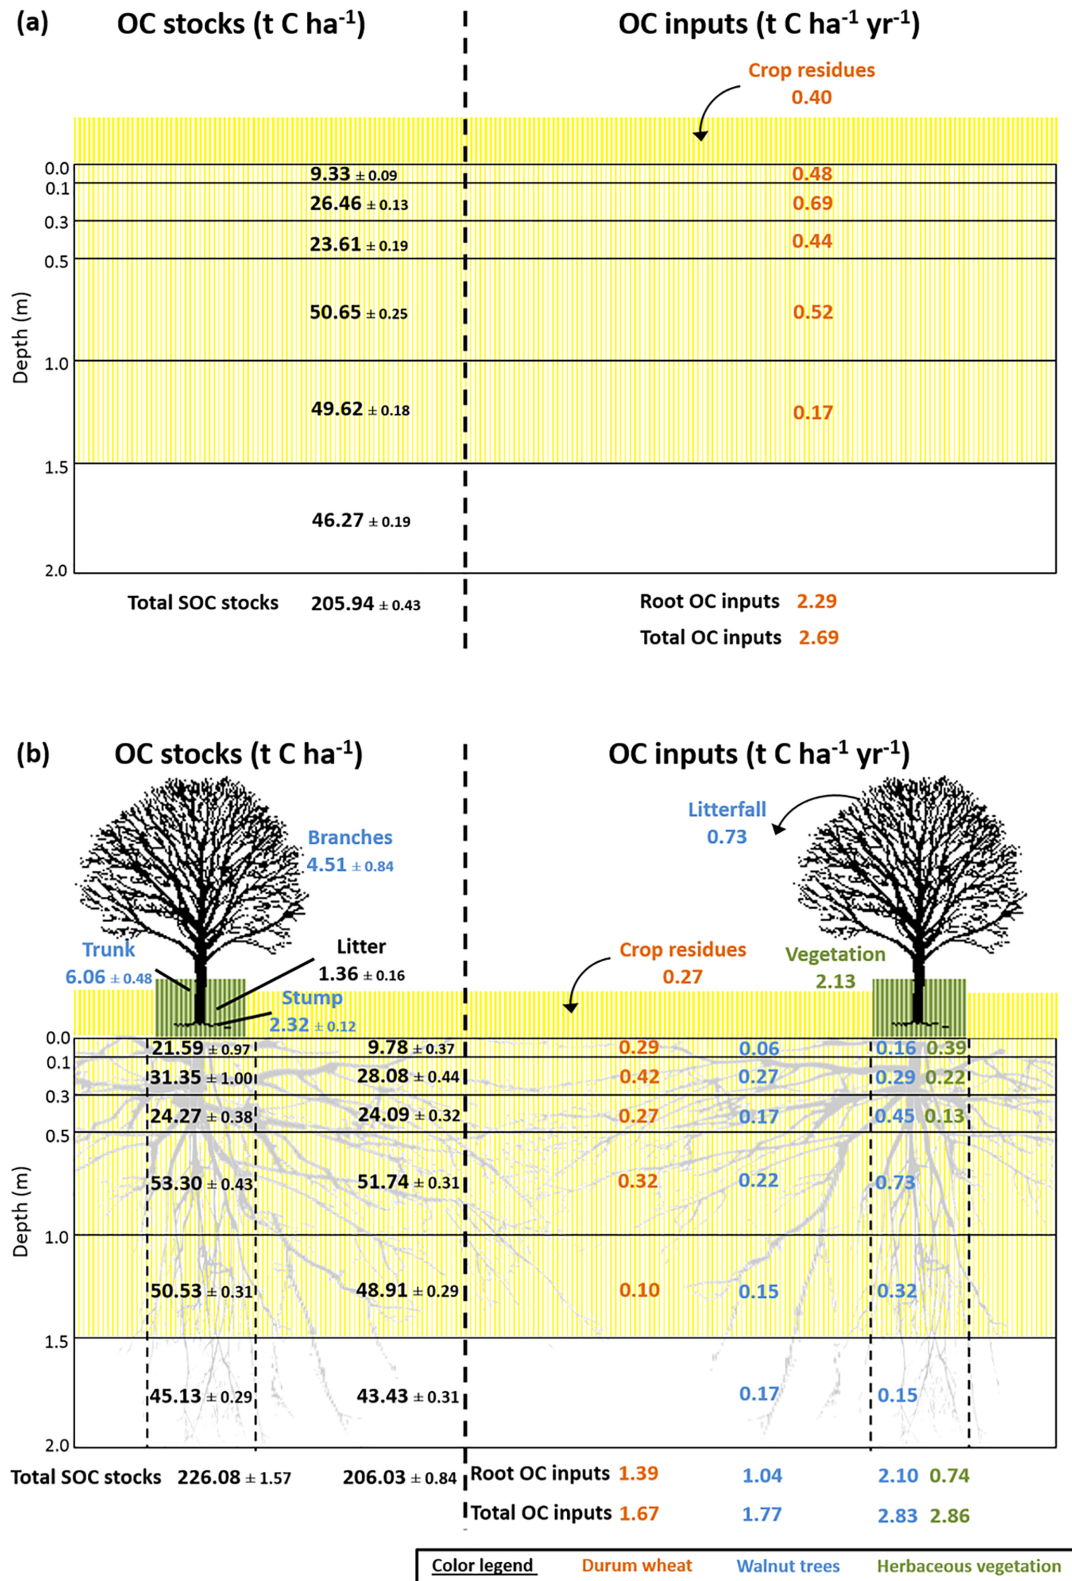 (a)
OC stocks (t C ha-1)
OC inputs (t C ha-1 yr-1)
Crop residues
0.40
0.0
9.33 ± 0.09
0.48
0.1
26.46 ± 0.13
0.69
0.3
23.61 ± 0.19
0.44
0.5
50.65 ± 0.25
0.52
Depth (m)
1.0
49.62 ± 0.18
0.17
1.5
46.27 ± 0.19
2.0
Total SOC stocks 205.94 ± 0.43
Root OC inputs 2.29
Total OC inputs 2.69
(b)
OC stocks (t C ha-1)
OC inputs (t C ha-1 yr-1)
Litterfall
0.73
Branches
4.51 ± 0.84
Trunk
6.06 ± 0.48
Litter
1.36 ± 0.16
Stump
2.32 ± 0.12
Crop residues
0.27
Vegetation
2.13
0.0
21.59 ± 0.97 9.78 ± 0.37 0.29 0.06 0.16 0.39
0.1
31.35 ± 1.00 28.08 ± 0.44 0.42 0.27 0.29 0.22
0.3
24.27 ± 0.38 24.09 ± 0.32 0.27 0.17 0.45 0.13
0.5
53.30 ± 0.43 51.74 ± 0.31 0.32 0.22 0.73
Depth (m)
1.0
50.53 ± 0.31 48.91 ± 0.29 0.10 0.15 0.32
1.5
45.13 ± 0.29 43.43 ± 0.31 0.17 0.15
2.0
Total SOC stocks 226.08 ± 1.57 206.03 ± 0.84
Root OC inputs 1.39 1.04 2.10 0.74
Total OC inputs 1.67 1.77 2.83 2.86
Color legend Durum wheat Walnut trees Herbaceous vegetation